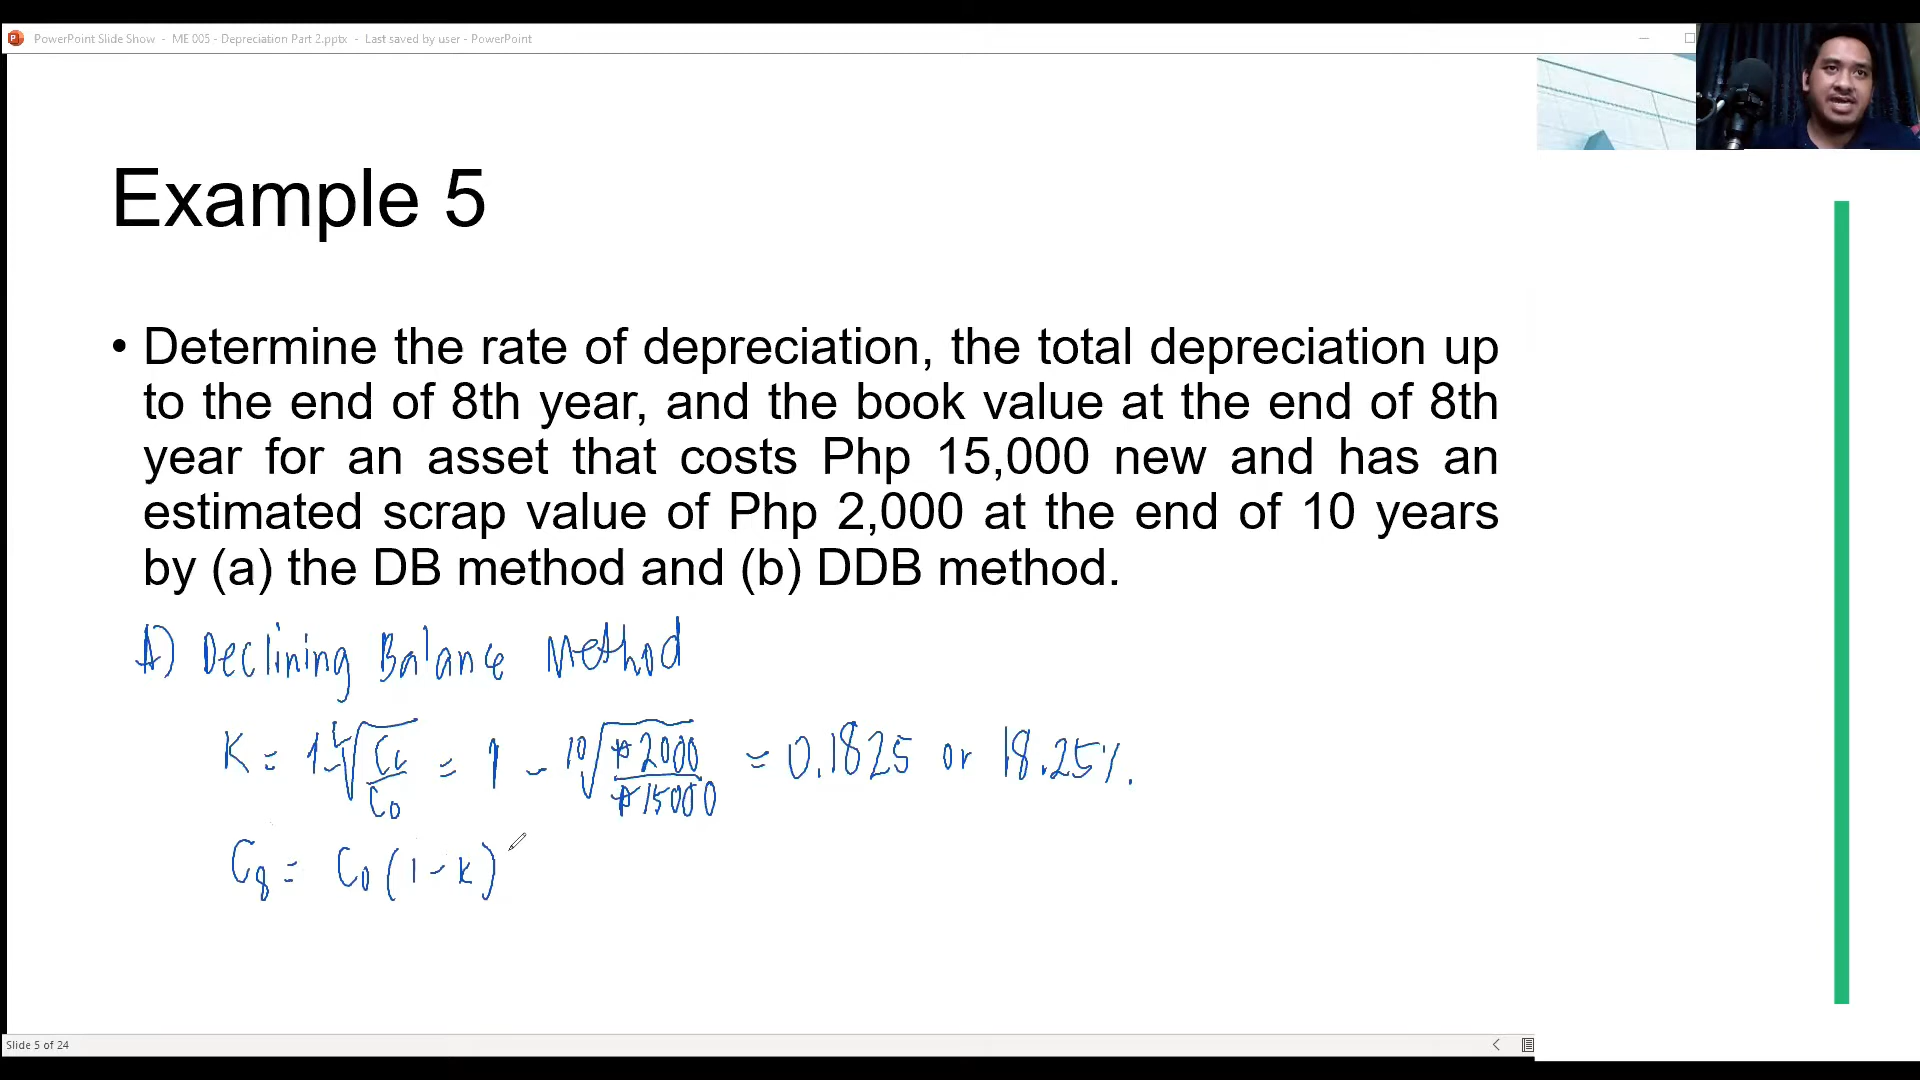 PowerPoint Slide Show - ME 005 - Depreciation Part 2.pptx - Last saved by user - PowerPoint
Example 5
• Determine the rate of depreciation, the total depreciation up
to the end of 8th year, and the book value at the end of 8th
year for an asset that costs Php 15,000 new and has an
estimated scrap value of Php 2,000 at the end of 10 years
by (a) the DB method and (b) DDB method.
A) Declining Balance Method
K = 1 - ᴸ√(C_L/C_0) = 1 - ¹⁰√(₱2000/₱15000) = 0.1825 or 18.25%.
C_8 = C_0 (1 - k)
Slide 5 of 24